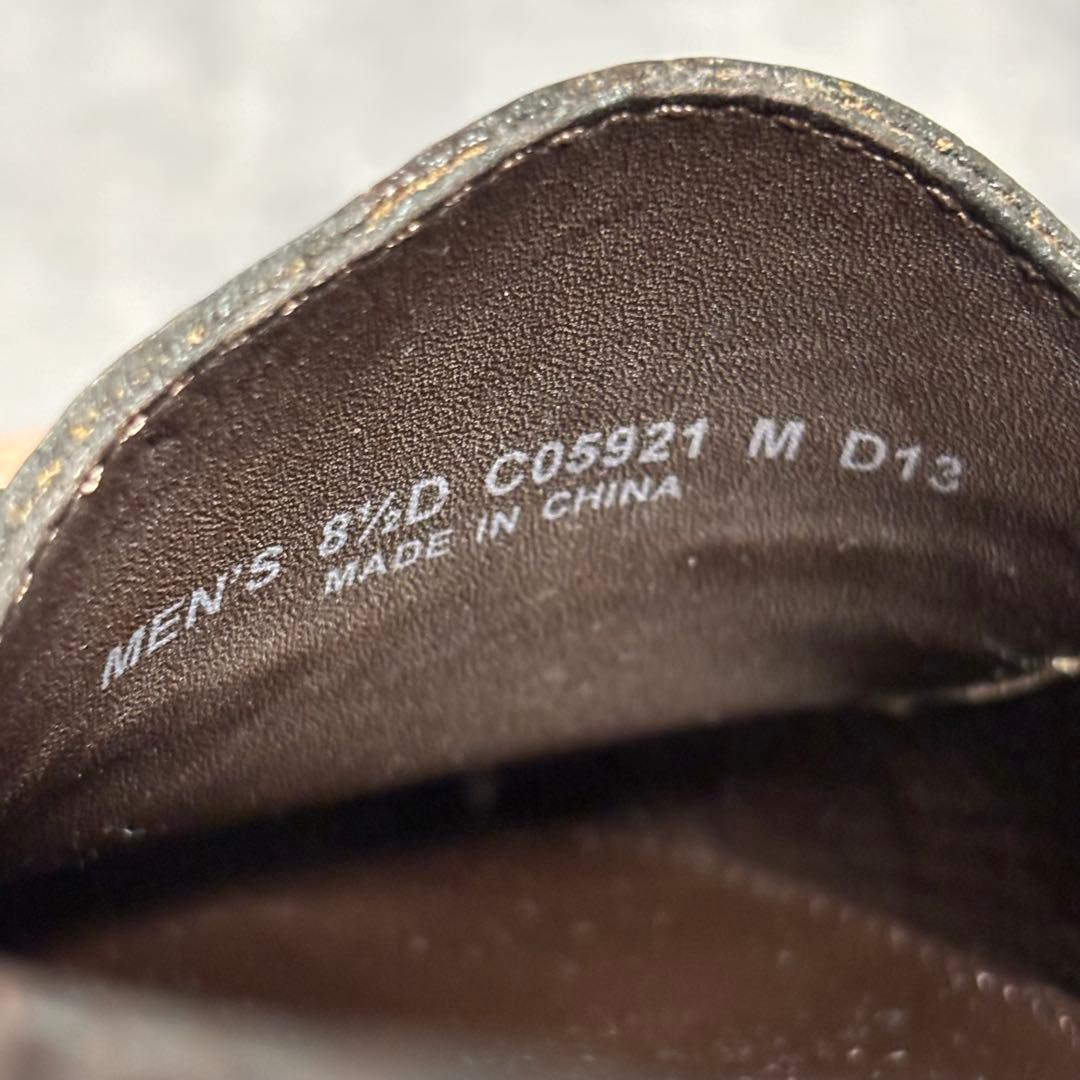 MEN'S 8½D C05921 M D13
MADE IN CHINA